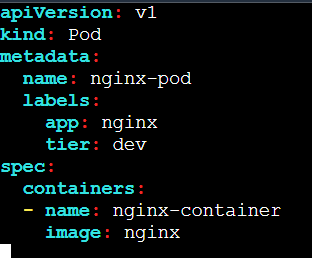 apiVersion: v1
kind: Pod
metadata:
  name: nginx-pod
  labels:
    app: nginx
    tier: dev
spec:
  containers:
  - name: nginx-container
    image: nginx